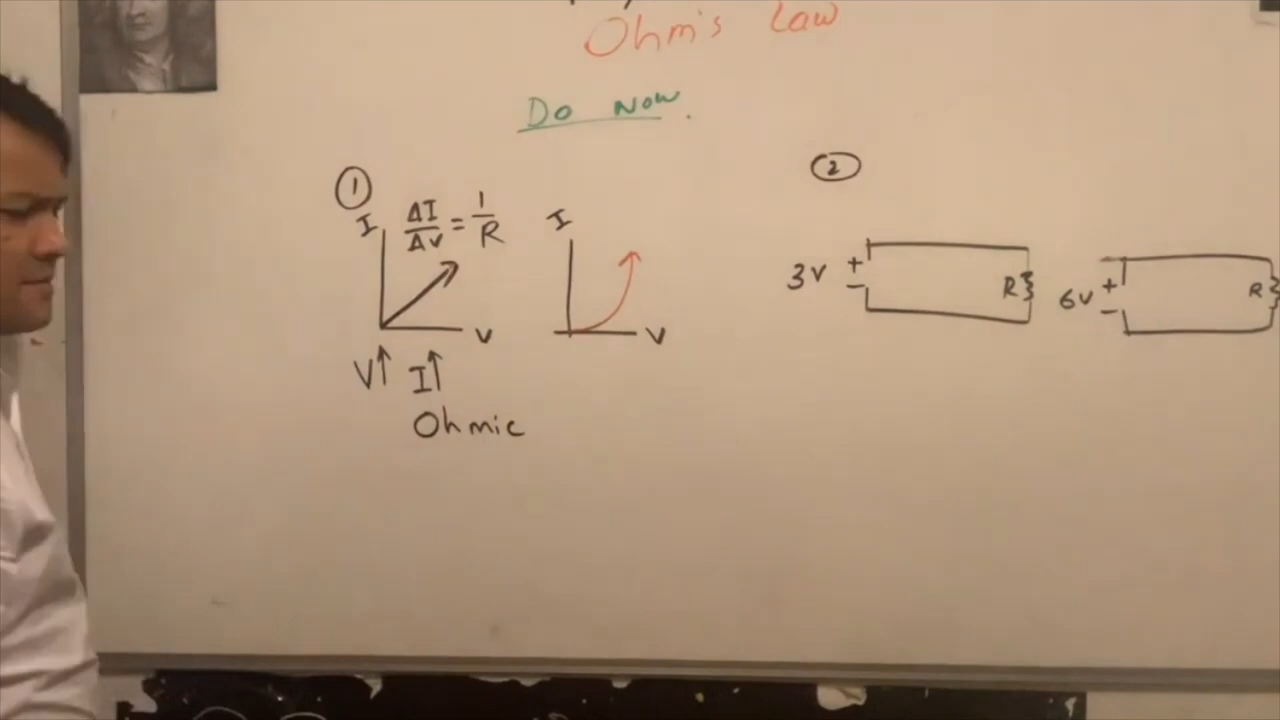 Ohm's Law
Do Now.
①
I
ΔI/ΔV = 1/R
V
V↑ I↑
Ohmic
I
V
②
3V + −
R
6V + −
R